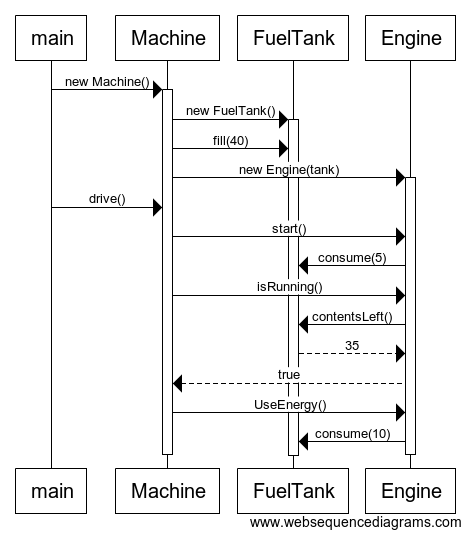 main
Machine
FuelTank
Engine
new Machine()
new FuelTank()
fill(40)
new Engine(tank)
drive()
start()
consume(5)
isRunning()
contentsLeft()
35
true
UseEnergy()
consume(10)
main
Machine
FuelTank
Engine
www.websequencediagrams.com